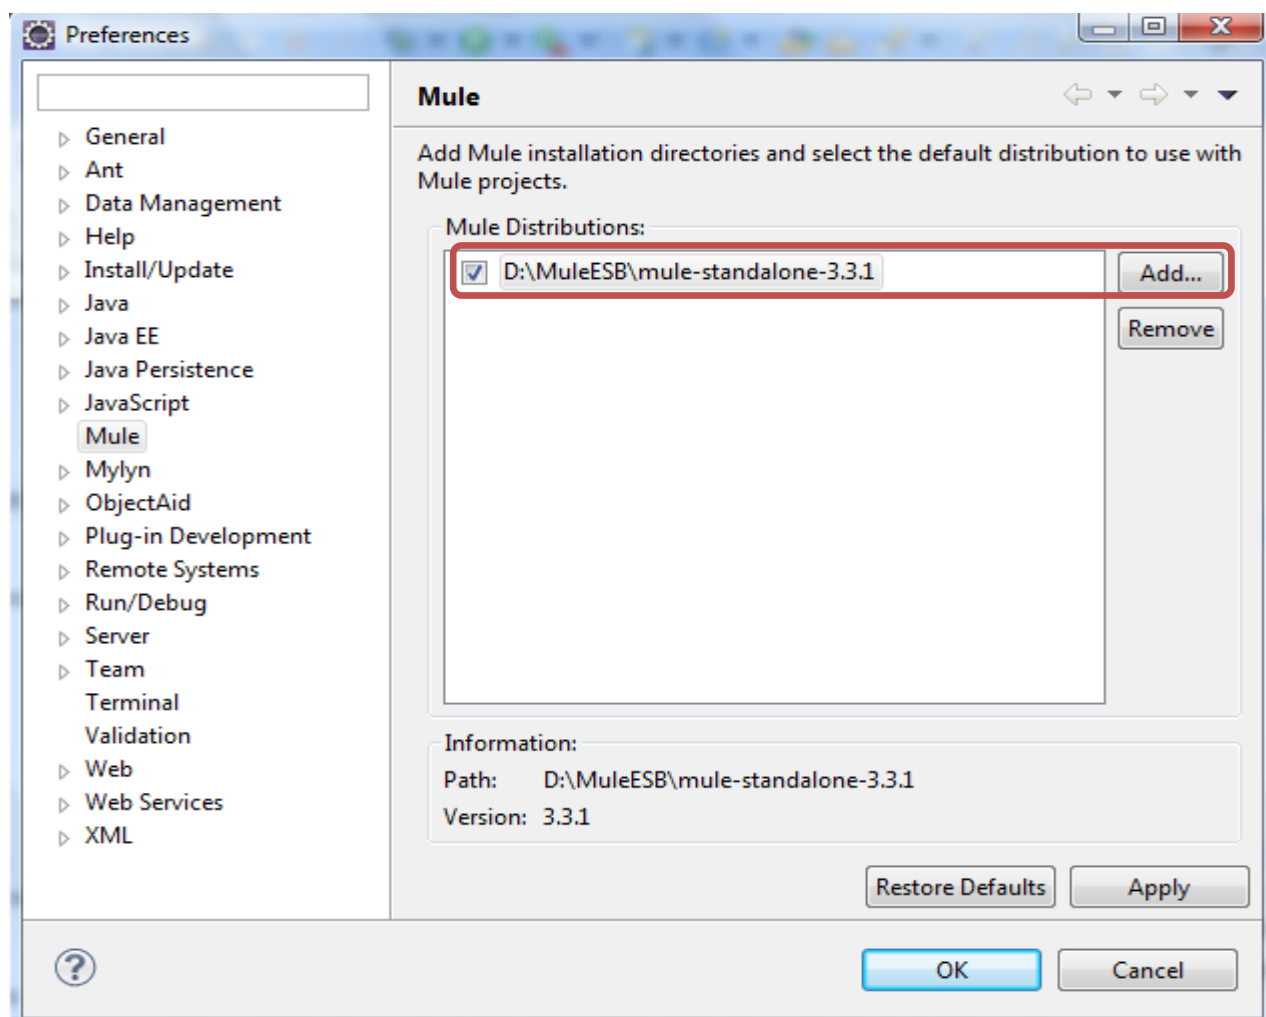 Preferences
Mule
General
Ant
Data Management
Help
Install/Update
Java
Java EE
Java Persistence
JavaScript
Mule
Mylyn
ObjectAid
Plug-in Development
Remote Systems
Run/Debug
Server
Team
Terminal
Validation
Web
Web Services
XML
Add Mule installation directories and select the default distribution to use with
Mule projects.
Mule Distributions:
D:\MuleESB\mule-standalone-3.3.1
Add...
Remove
Information:
Path: D:\MuleESB\mule-standalone-3.3.1
Version: 3.3.1
Restore Defaults
Apply
?
OK
Cancel